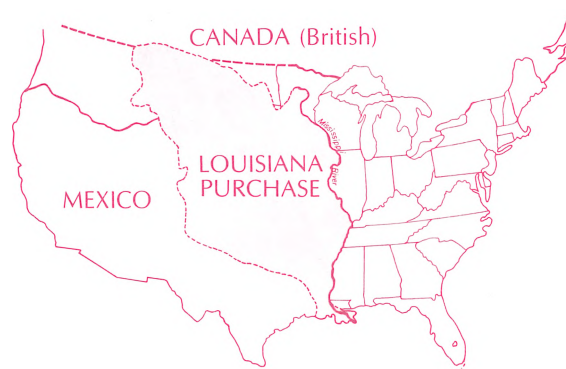 CANADA (British)
Mississippi River
LOUISIANA
PURCHASE
MEXICO